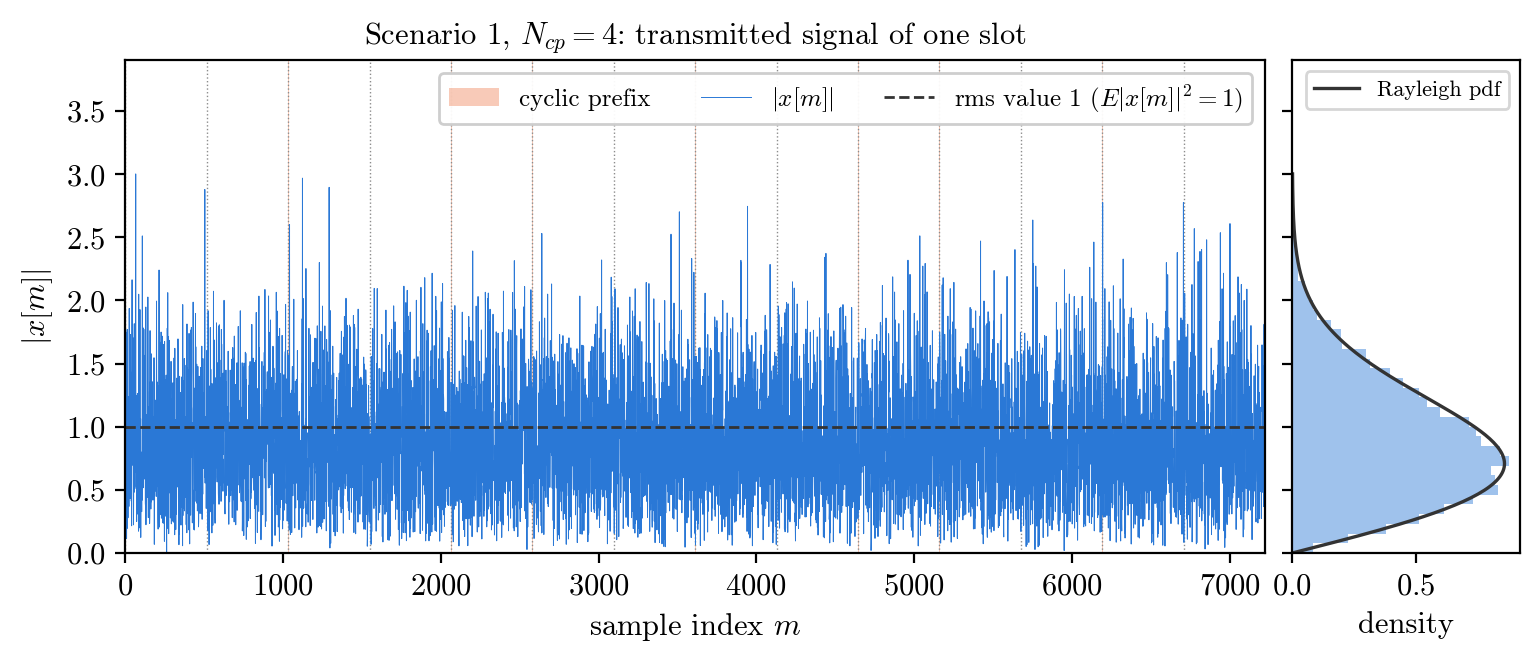 Scenario 1, $N_{cp} = 4$: transmitted signal of one slot
cyclic prefix
|x[m]|
rms value 1 ($E|x[m]|^2 = 1$)
Rayleigh pdf
|x[m]|
3.5
3.0
2.5
2.0
1.5
1.0
0.5
0.0
0 1000 2000 3000 4000 5000 6000 7000
0.0 0.5
sample index m
density